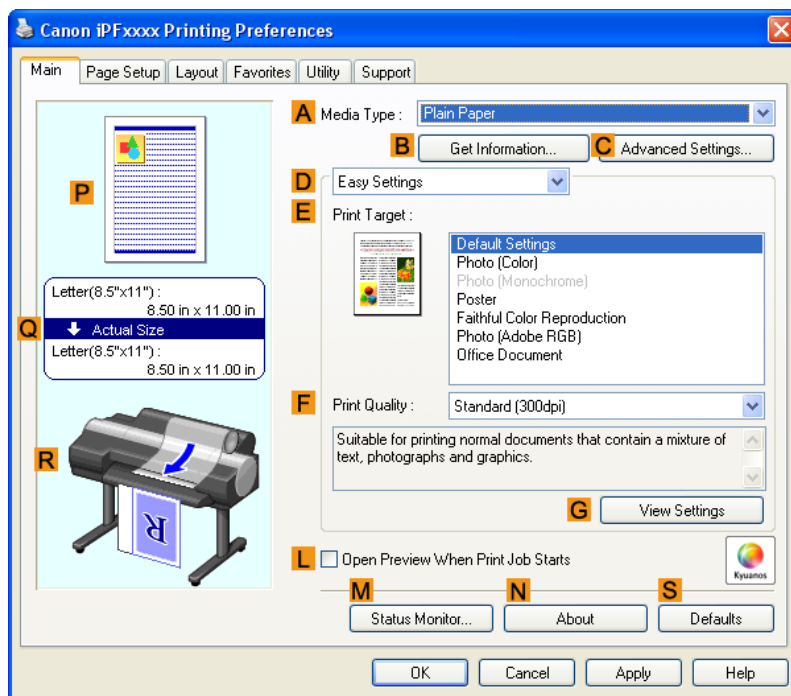 Canon iPFxxxx Printing Preferences
Main Page Setup Layout Favorites Utility Support
A Media Type : Plain Paper
B Get Information... C Advanced Settings...
D Easy Settings
E Print Target :
Default Settings
Photo (Color)
Photo (Monochrome)
Poster
Faithful Color Reproduction
Photo (Adobe RGB)
Office Document
F Print Quality : Standard (300dpi)
Suitable for printing normal documents that contain a mixture of
text, photographs and graphics.
G View Settings
P
Letter(8.5"x11") :
8.50 in x 11.00 in
Q Actual Size
Letter(8.5"x11") :
8.50 in x 11.00 in
R
R
L Open Preview When Print Job Starts
Kyuanos
M N S
Status Monitor... About Defaults
OK Cancel Apply Help